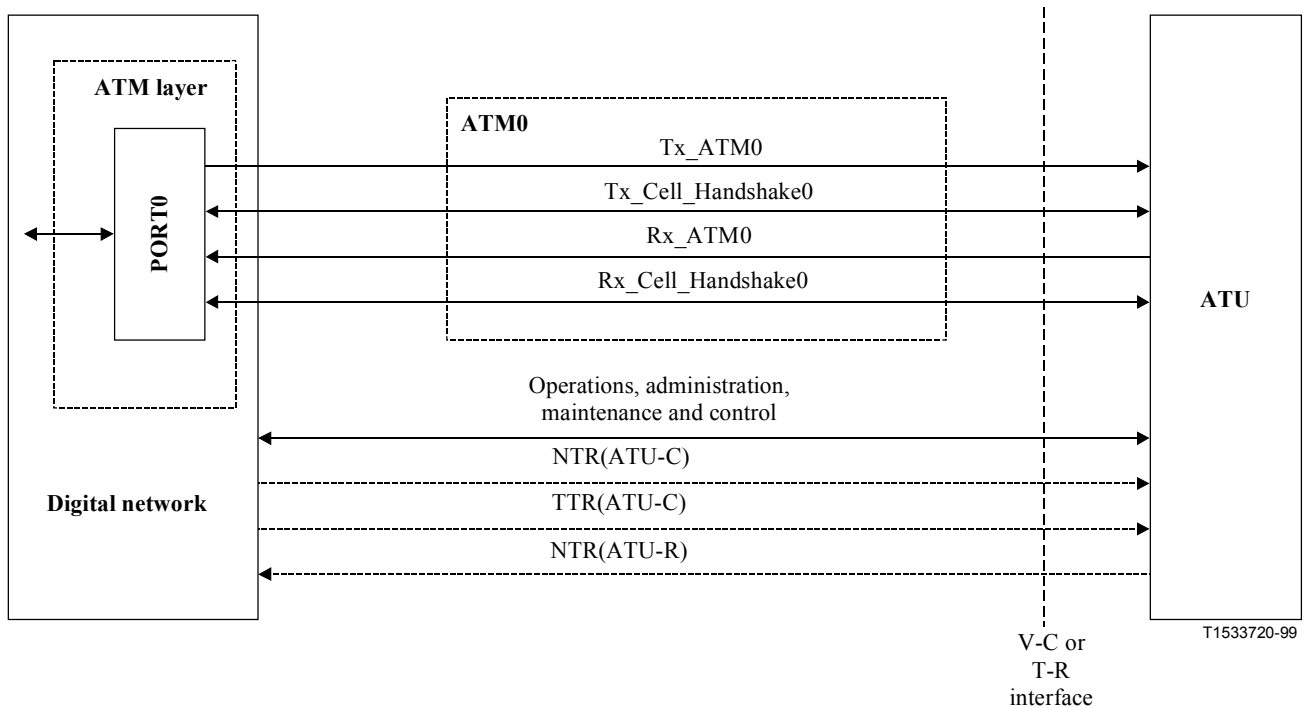 ATM layer
ATM0
Tx_ATM0
Tx_Cell_Handshake0
PORT0
Rx_ATM0
Rx_Cell_Handshake0
ATU
Operations, administration,
maintenance and control
NTR(ATU-C)
Digital network
TTR(ATU-C)
NTR(ATU-R)
T1533720-99
V-C or
T-R
interface